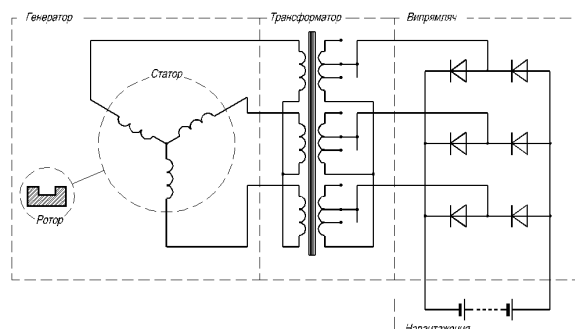 Генератор
Трансформатор
Випрямляч
Статор
Ротор